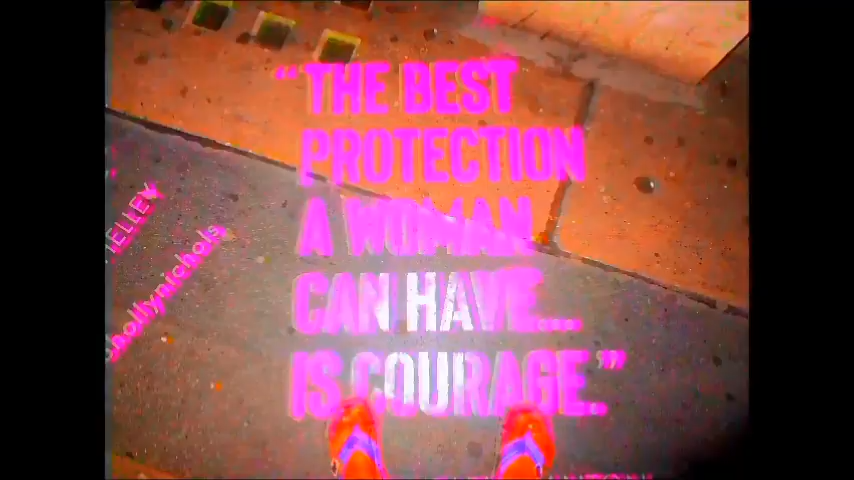 “THE BEST
PROTECTION
A WOMAN
CAN HAVE...
IS COURAGE.”
hollynichols